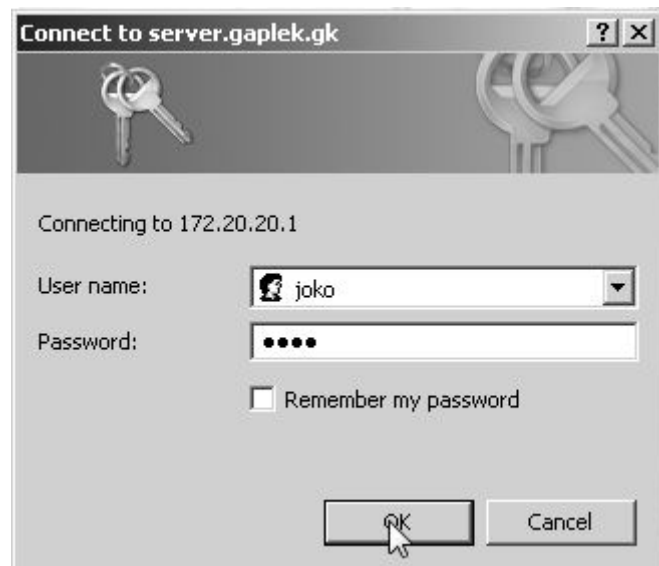 Connect to server.gaplek.gk
Connecting to 172.20.20.1
User name: joko
Password: ●●●●
Remember my password
OK Cancel